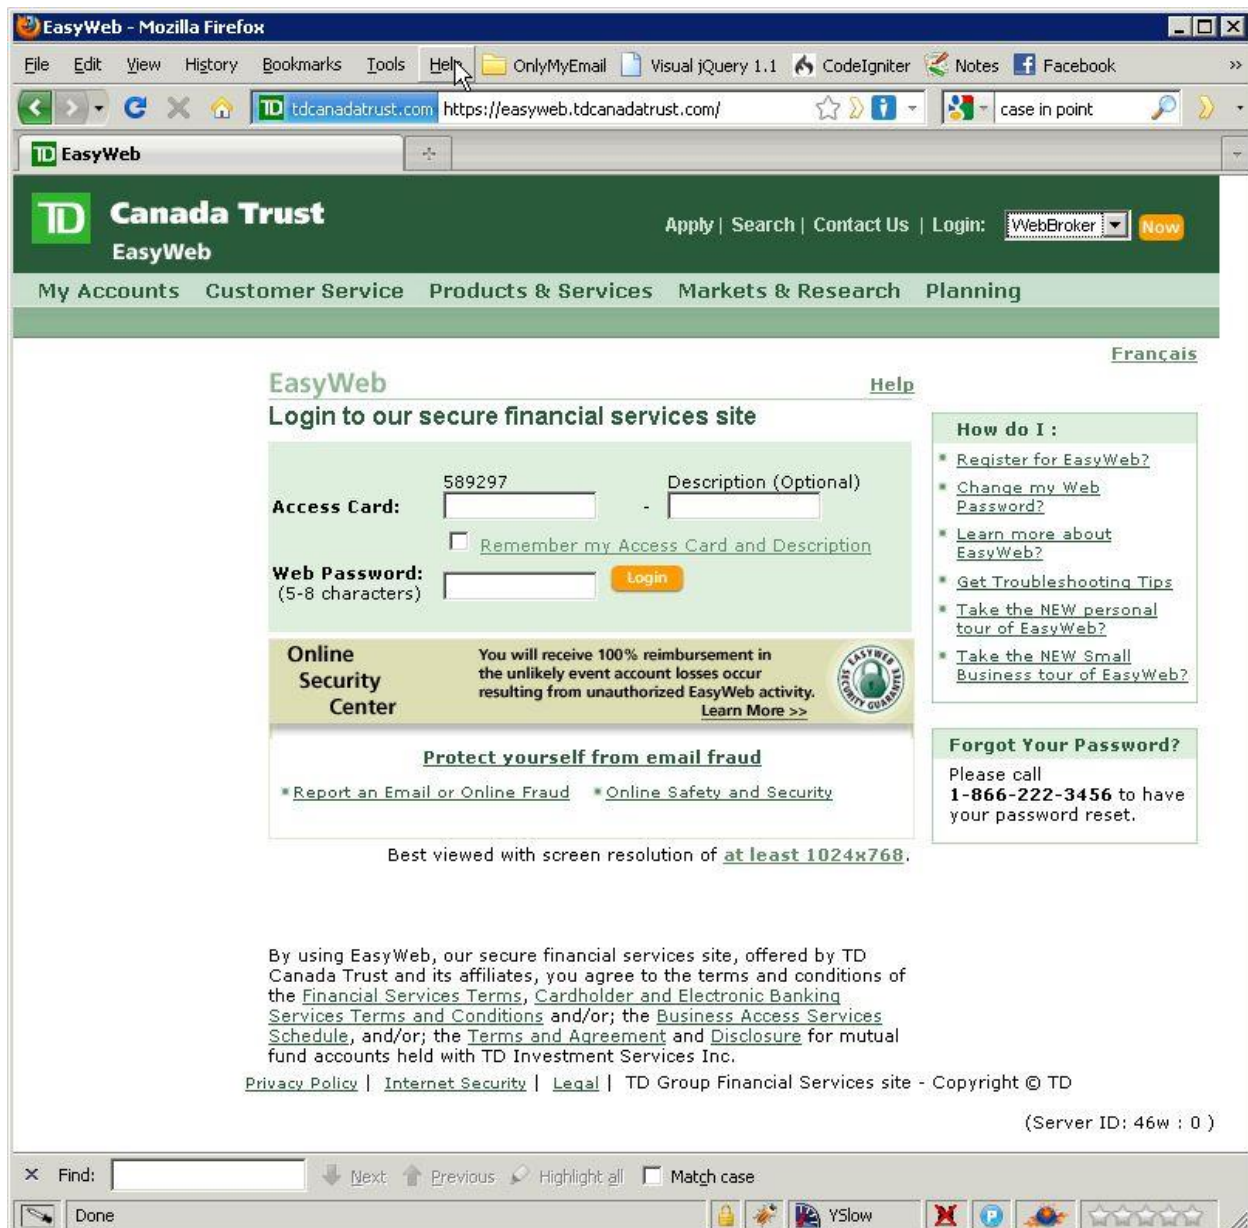 EasyWeb - Mozilla Firefox
File Edit View History Bookmarks Tools Help OnlyMyEmail Visual jQuery 1.1 CodeIgniter Notes Facebook »
TD tdcanadatrust.com https://easyweb.tdcanadatrust.com/ case in point
TD EasyWeb
TD Canada Trust
EasyWeb
Apply | Search | Contact Us | Login: WebBroker Now
My Accounts Customer Service Products & Services Markets & Research Planning
Français
EasyWeb Help
Login to our secure financial services site
589297 Description (Optional)
Access Card: -
Remember my Access Card and Description
Web Password: Login
(5-8 characters)
Online
Security
Center
You will receive 100% reimbursement in
the unlikely event account losses occur
resulting from unauthorized EasyWeb activity.
Learn More >>
EASYWEB SECURITY GUARANTEE
Protect yourself from email fraud
Report an Email or Online Fraud Online Safety and Security
Best viewed with screen resolution of at least 1024x768.
How do I :
Register for EasyWeb?
Change my Web
Password?
Learn more about
EasyWeb?
Get Troubleshooting Tips
Take the NEW personal
tour of EasyWeb?
Take the NEW Small
Business tour of EasyWeb?
Forgot Your Password?
Please call
1-866-222-3456 to have
your password reset.
By using EasyWeb, our secure financial services site, offered by TD
Canada Trust and its affiliates, you agree to the terms and conditions of
the Financial Services Terms, Cardholder and Electronic Banking
Services Terms and Conditions and/or; the Business Access Services
Schedule, and/or; the Terms and Agreement and Disclosure for mutual
fund accounts held with TD Investment Services Inc.
Privacy Policy | Internet Security | Legal | TD Group Financial Services site - Copyright © TD
(Server ID: 46w : 0 )
Find: Next Previous Highlight all Match case
Done YSlow